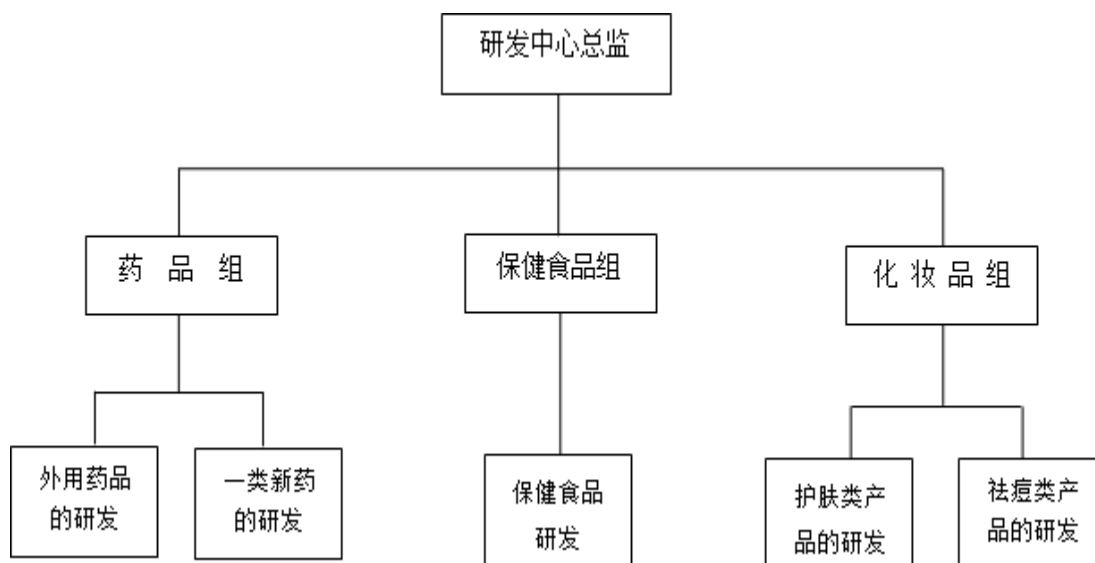 研发中心总监
药 品 组
保健食品组
化 妆 品 组
外用药品
的研发
一类新药
的研发
保健食品
研发
护肤类产
品的研发
祛痘类产
品的研发